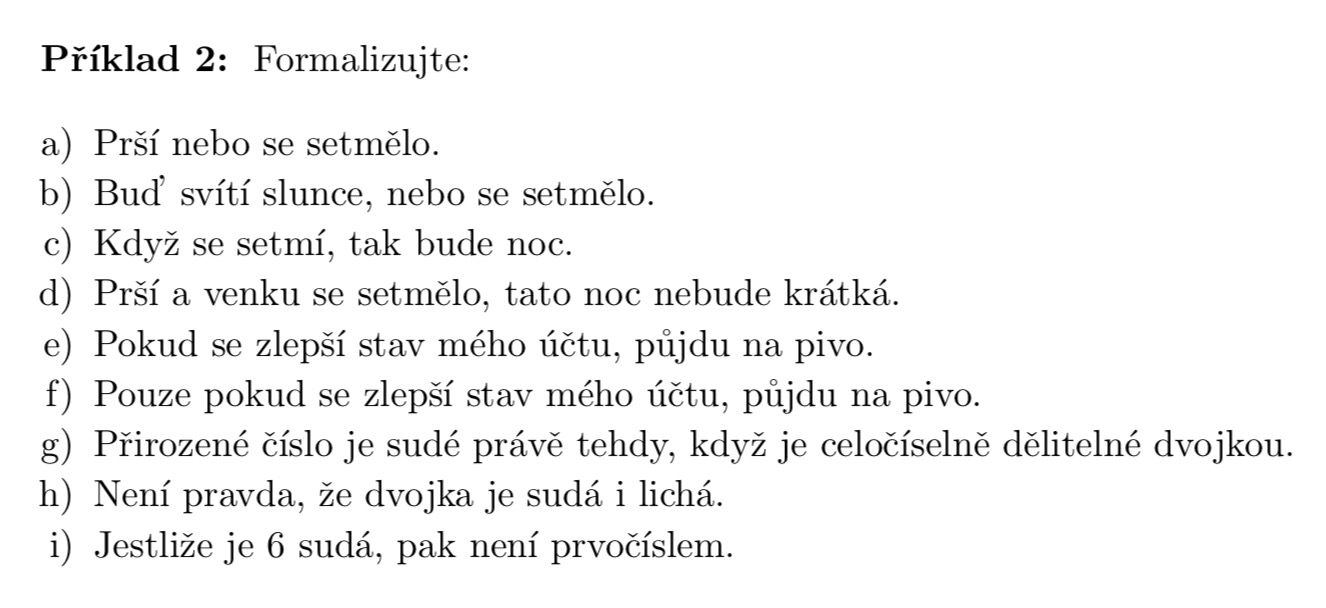 Příklad 2: Formalizujte:
a) Prší nebo se setmělo.
b) Buď svítí slunce, nebo se setmělo.
c) Když se setmí, tak bude noc.
d) Prší a venku se setmělo, tato noc nebude krátká.
e) Pokud se zlepší stav mého účtu, půjdu na pivo.
f) Pouze pokud se zlepší stav mého účtu, půjdu na pivo.
g) Přirozené číslo je sudé právě tehdy, když je celočíselně dělitelné dvojkou.
h) Není pravda, že dvojka je sudá i lichá.
i) Jestliže je 6 sudá, pak není prvočíslem.